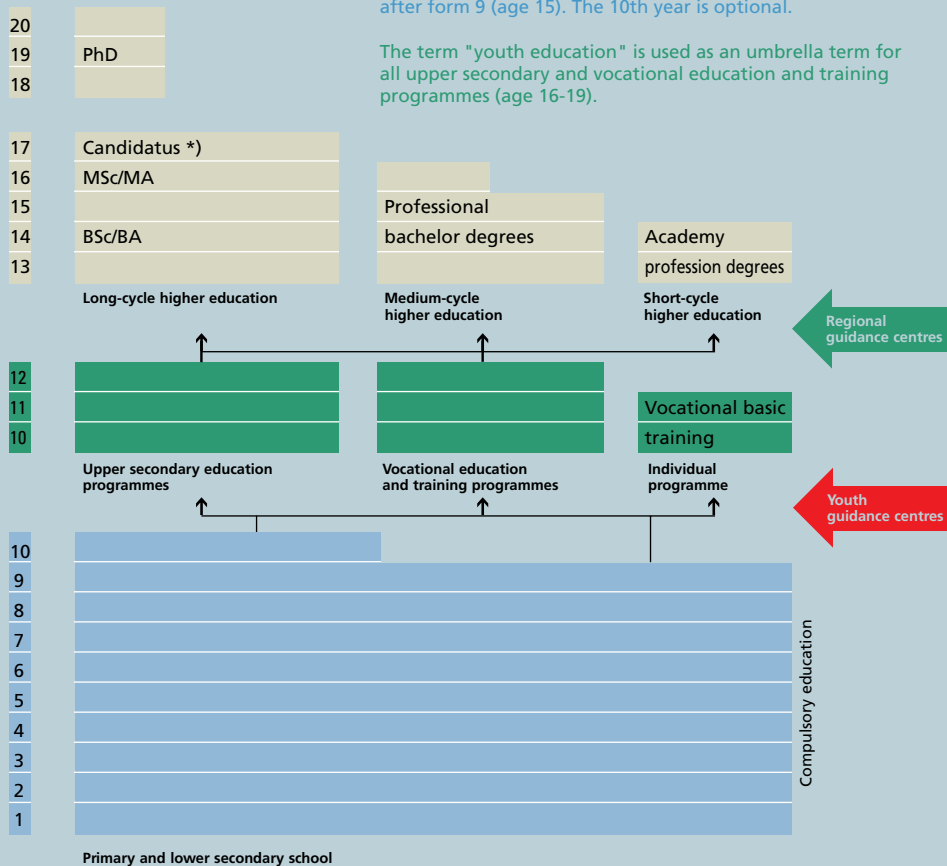 after form 9 (age 15). The 10th year is optional.
The term "youth education" is used as an umbrella term for
all upper secondary and vocational education and training
programmes (age 16-19).
20
19 PhD
18
17 Candidatus *)
16 MSc/MA
15 Professional
14 BSc/BA bachelor degrees Academy
13 profession degrees
Long-cycle higher education
Medium-cycle
higher education
Short-cycle
higher education
Regional
guidance centres
12
11 Vocational basic
10 training
Upper secondary education
programmes
Vocational education
and training programmes
Individual
programme
Youth
guidance centres
10
9
8
7
6
5
4
3
2
1
Compulsory education
Primary and lower secondary school